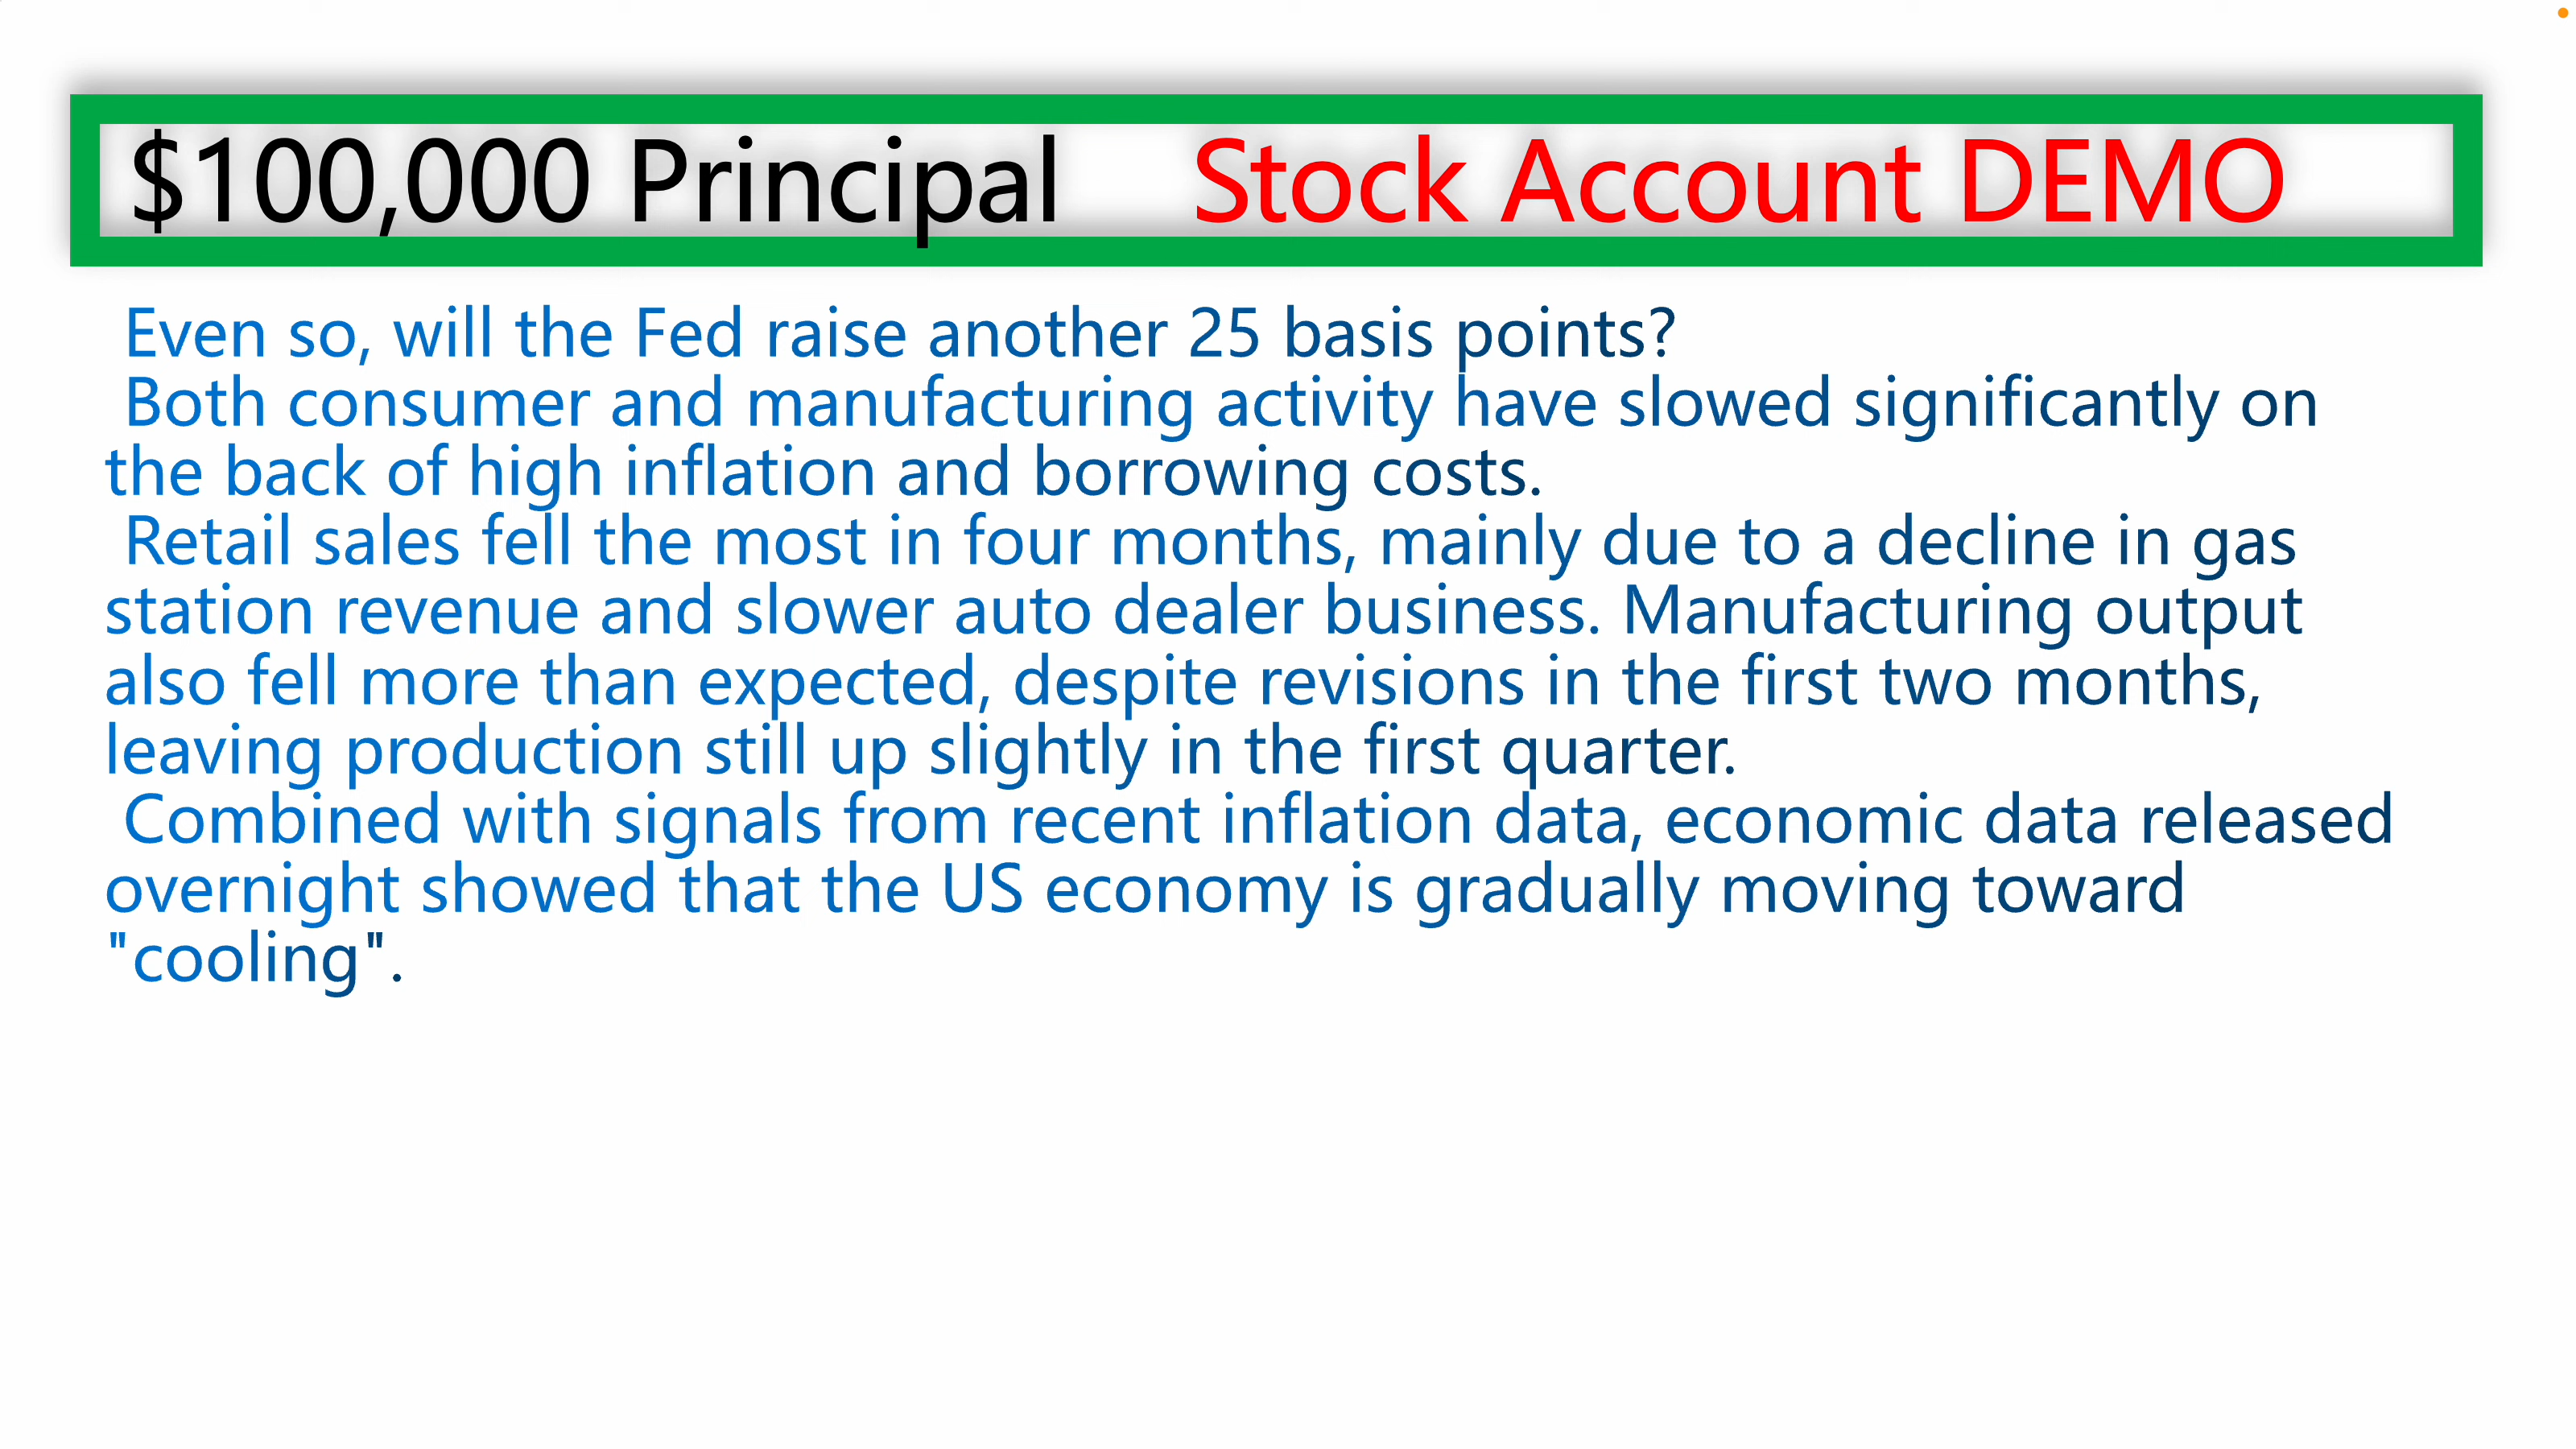 $100,000 Principal Stock Account DEMO
Even so, will the Fed raise another 25 basis points?
Both consumer and manufacturing activity have slowed significantly on
the back of high inflation and borrowing costs.
Retail sales fell the most in four months, mainly due to a decline in gas
station revenue and slower auto dealer business. Manufacturing output
also fell more than expected, despite revisions in the first two months,
leaving production still up slightly in the first quarter.
Combined with signals from recent inflation data, economic data released
overnight showed that the US economy is gradually moving toward
"cooling".